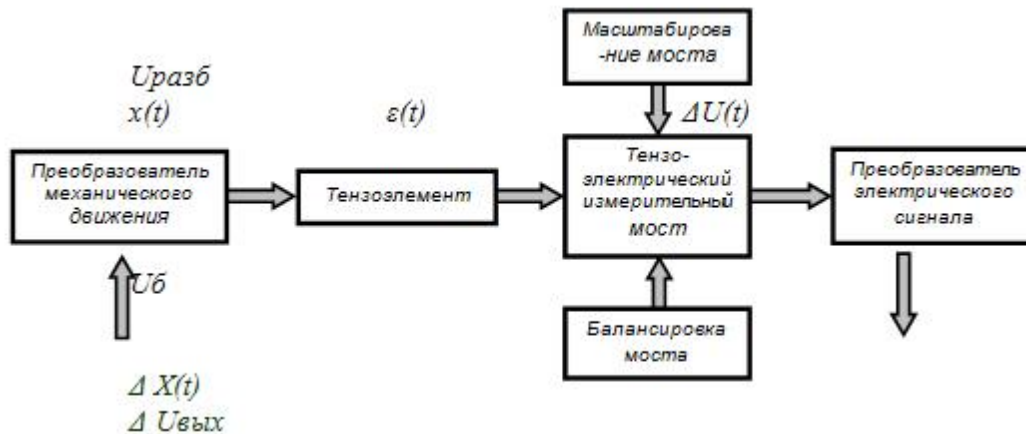 Масштабирова
-ние моста
Uразб
x(t)
ε(t)
ΔU(t)
Преобразователь
механического
движения
Тензоэлемент
Тензо-
электрический
измерительный
мост
Преобразователь
электрического
сигнала
Uб
Балансировка
моста
Δ X(t)
Δ Uвых